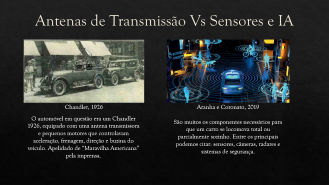 Antenas de Transmissão Vs Sensores e IA
Chandler, 1926
O automóvel em questão era um Chandler
1926, equipado com uma antena transmissora
e pequenos motores que controlavam
aceleração, frenagem, direção e buzina do
veículo. Apelidado de "Maravilha Americana"
pela imprensa.
Aranha e Cotonato, 2019
São muitos os componentes necessários para
que um carro se locomova total ou
parcialmente sozinho. Entre os principais
podemos citar: sensores, câmeras, radares e
sistemas de segurança.